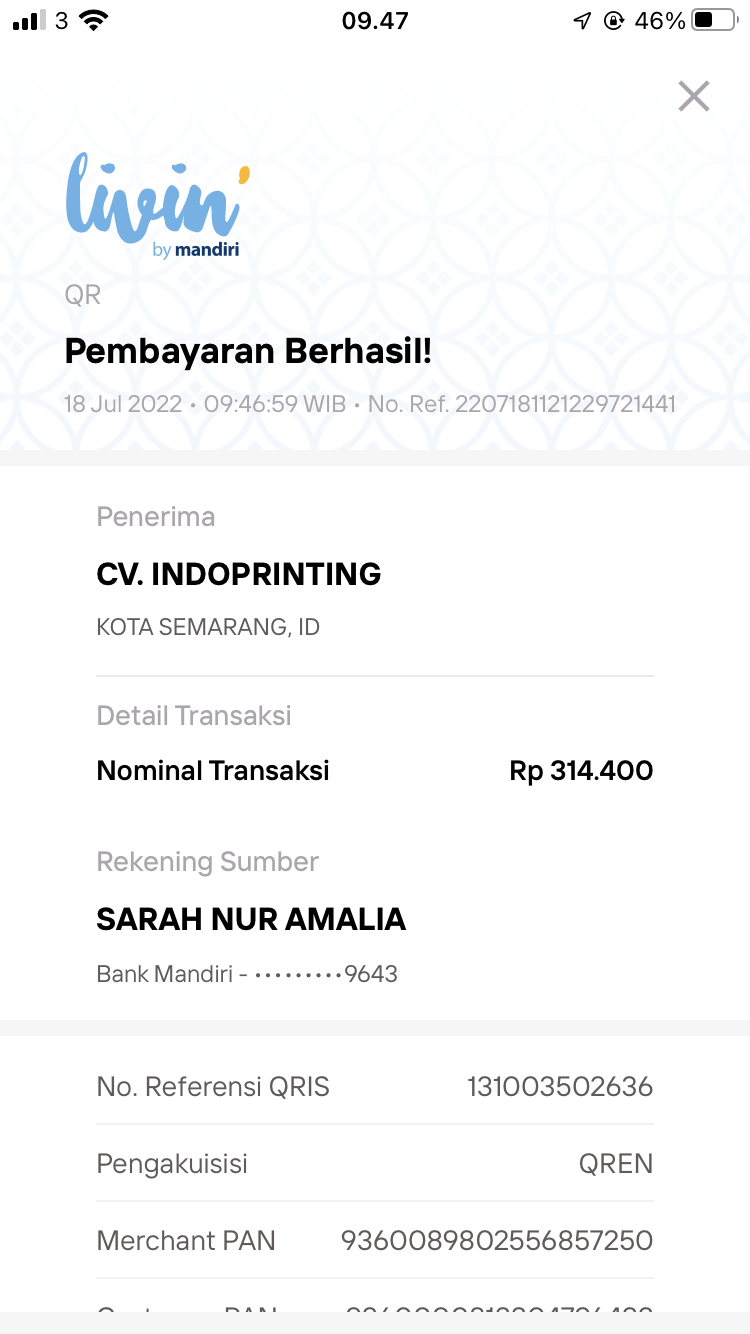 3 09.47 46%
livin'
by mandiri
QR
Pembayaran Berhasil!
18 Jul 2022 • 09:46:59 WIB • No. Ref. 2207181121229721441
Penerima
CV. INDOPRINTING
KOTA SEMARANG, ID
Detail Transaksi
Nominal Transaksi Rp 314.400
Rekening Sumber
SARAH NUR AMALIA
Bank Mandiri - •••••••••9643
No. Referensi QRIS 131003502636
Pengakuisisi QREN
Merchant PAN 9360089802556857250